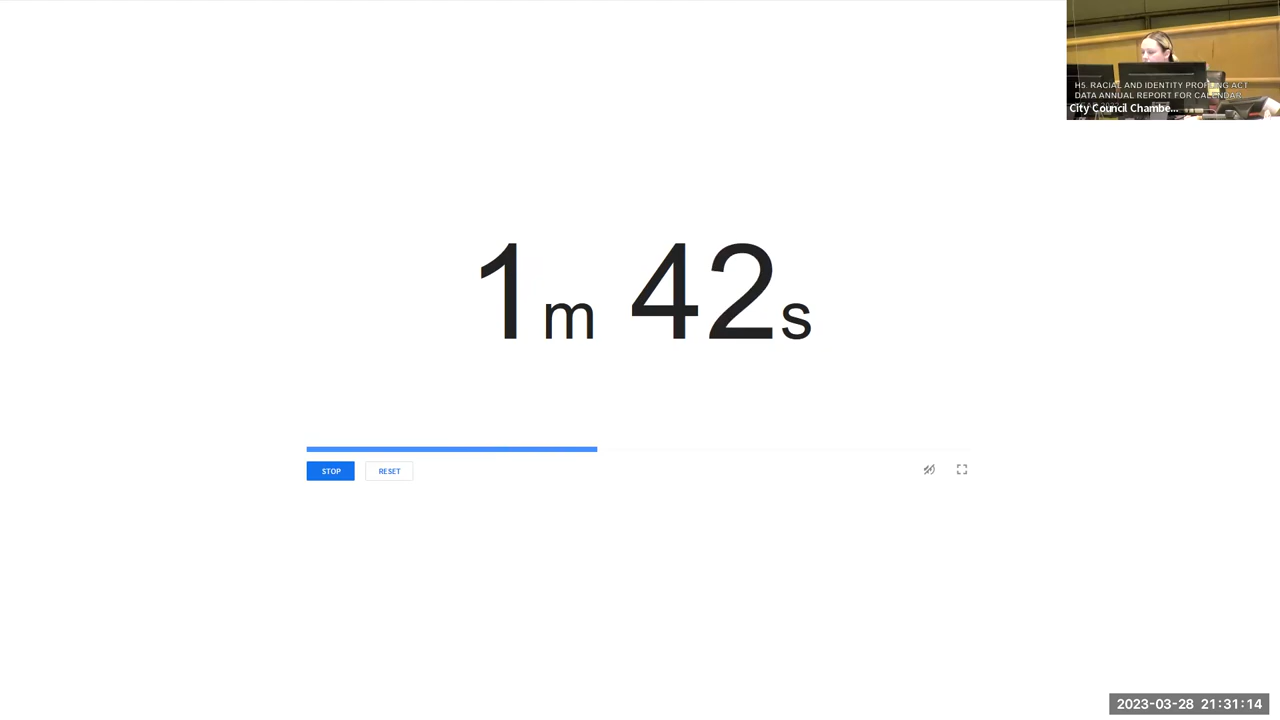 H5. RACIAL AND IDENTITY PROFILING ACT
DATA ANNUAL REPORT FOR CALENDAR
City Council Chambe...
1m 42s
STOP
RESET
2023-03-28 21:31:14